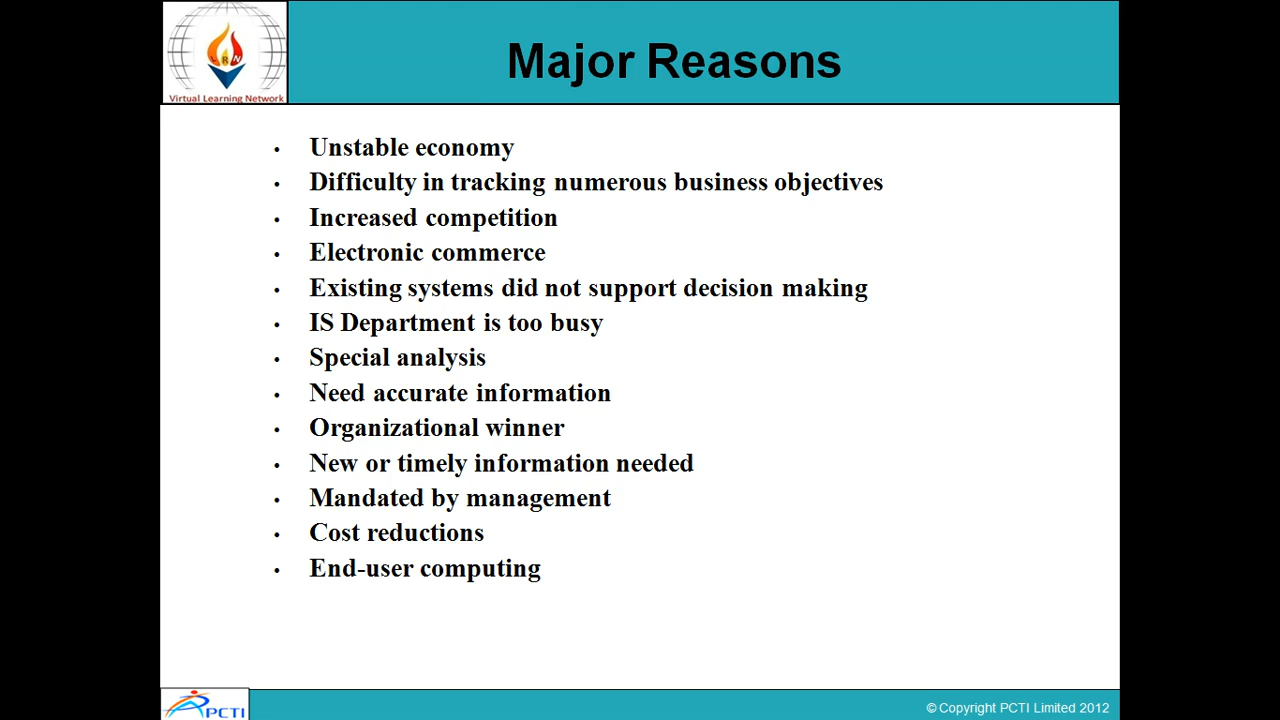 LRN
Virtual Learning Network
Major Reasons
• Unstable economy
• Difficulty in tracking numerous business objectives
• Increased competition
• Electronic commerce
• Existing systems did not support decision making
• IS Department is too busy
• Special analysis
• Need accurate information
• Organizational winner
• New or timely information needed
• Mandated by management
• Cost reductions
• End-user computing
PCTI
© Copyright PCTI Limited 2012